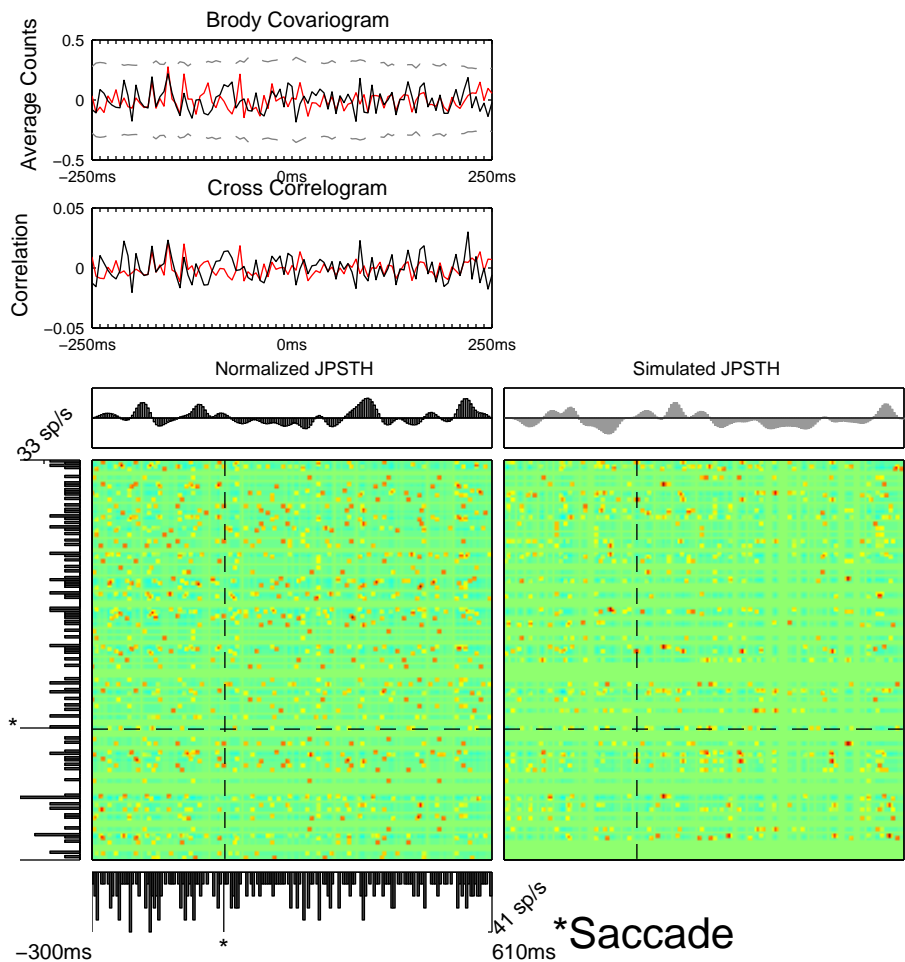 Brody Covariogram
Average Counts
0.5
0
−0.5
−250ms
0ms
250ms
Cross Correlogram
Correlation
0.05
0
−0.05
−250ms
0ms
250ms
Normalized JPSTH
Simulated JPSTH
33 sp/s
*
41 sp/s
*
*Saccade
−300ms
610ms